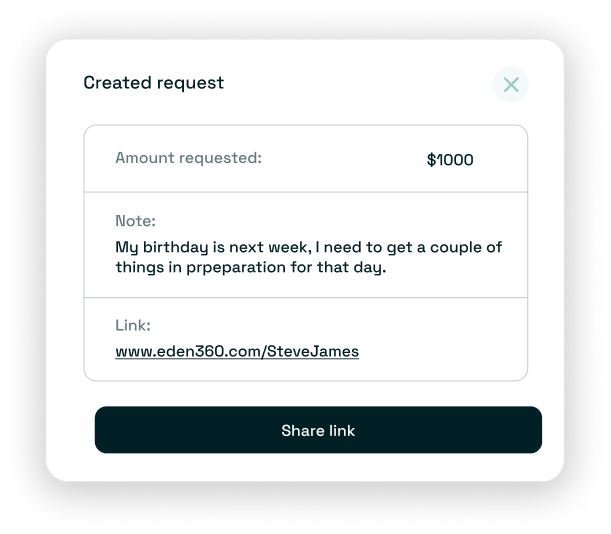 Created request
Amount requested: $1000
Note:
My birthday is next week, I need to get a couple of
things in prpeparation for that day.
Link:
www.eden360.com/SteveJames
Share link